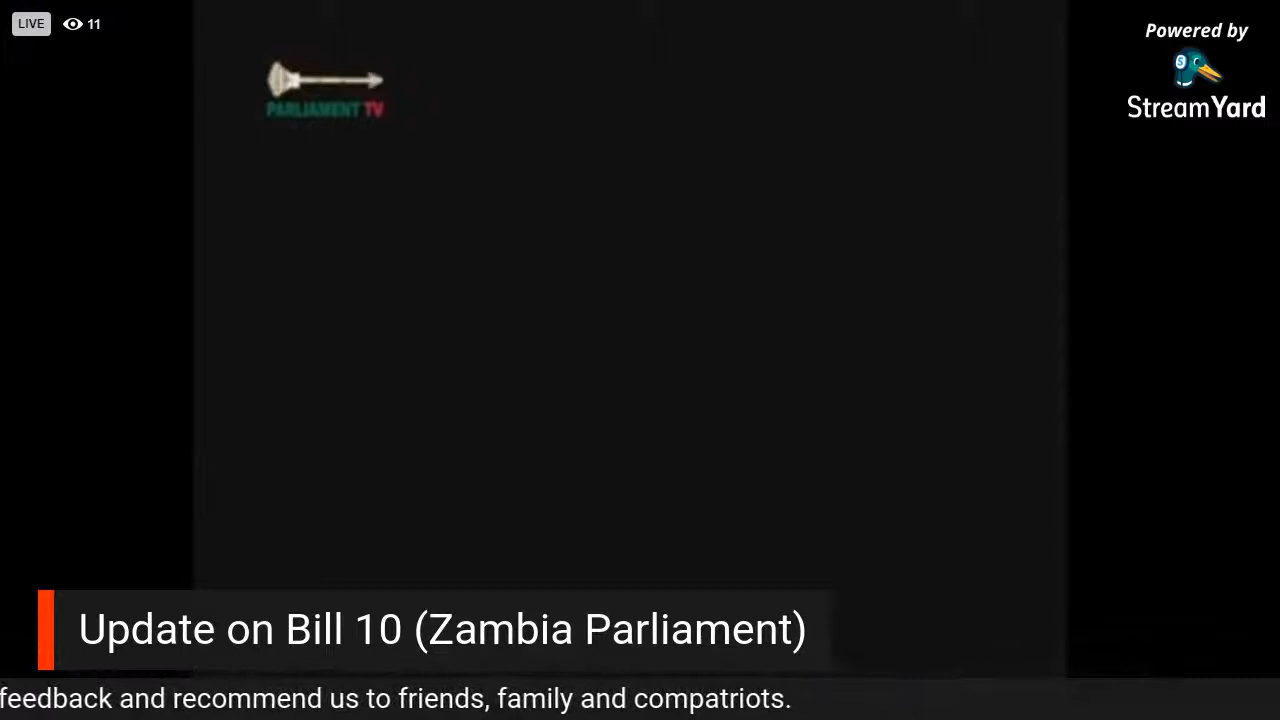 LIVE 11
Powered by
StreamYard
PARLIAMENT TV
Update on Bill 10 (Zambia Parliament)
feedback and recommend us to friends, family and compatriots.